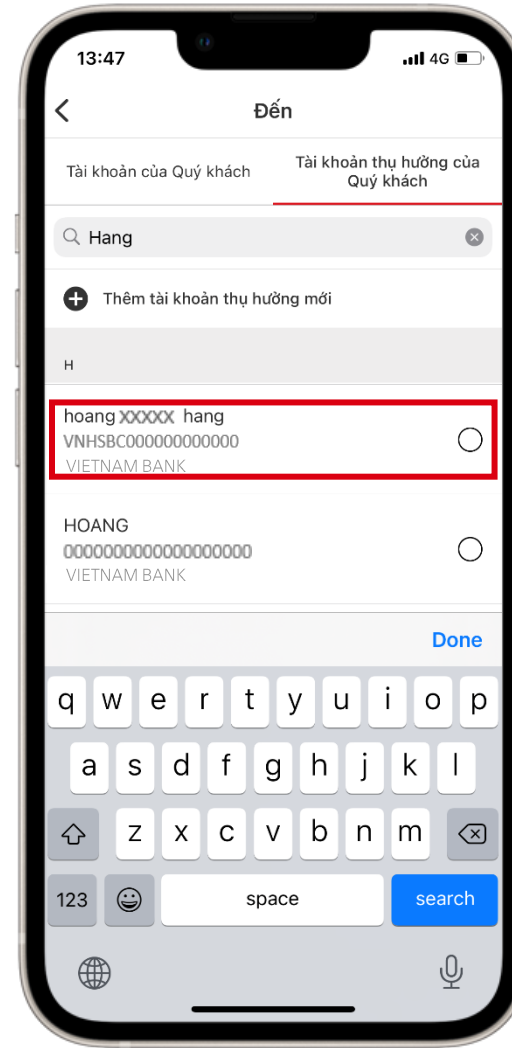 13:47
4G
Đến
Tài khoản của Quý khách
Tài khoản thụ hưởng của
Quý khách
Hang
Thêm tài khoản thụ hưởng mới
H
hoang XXXXX hang
VNHSBC000000000000
VIETNAM BANK
HOANG
0000000000000000000
VIETNAM BANK
Done
q w e r t y u i o p
a s d f g h j k l
z x c v b n m
123 space search